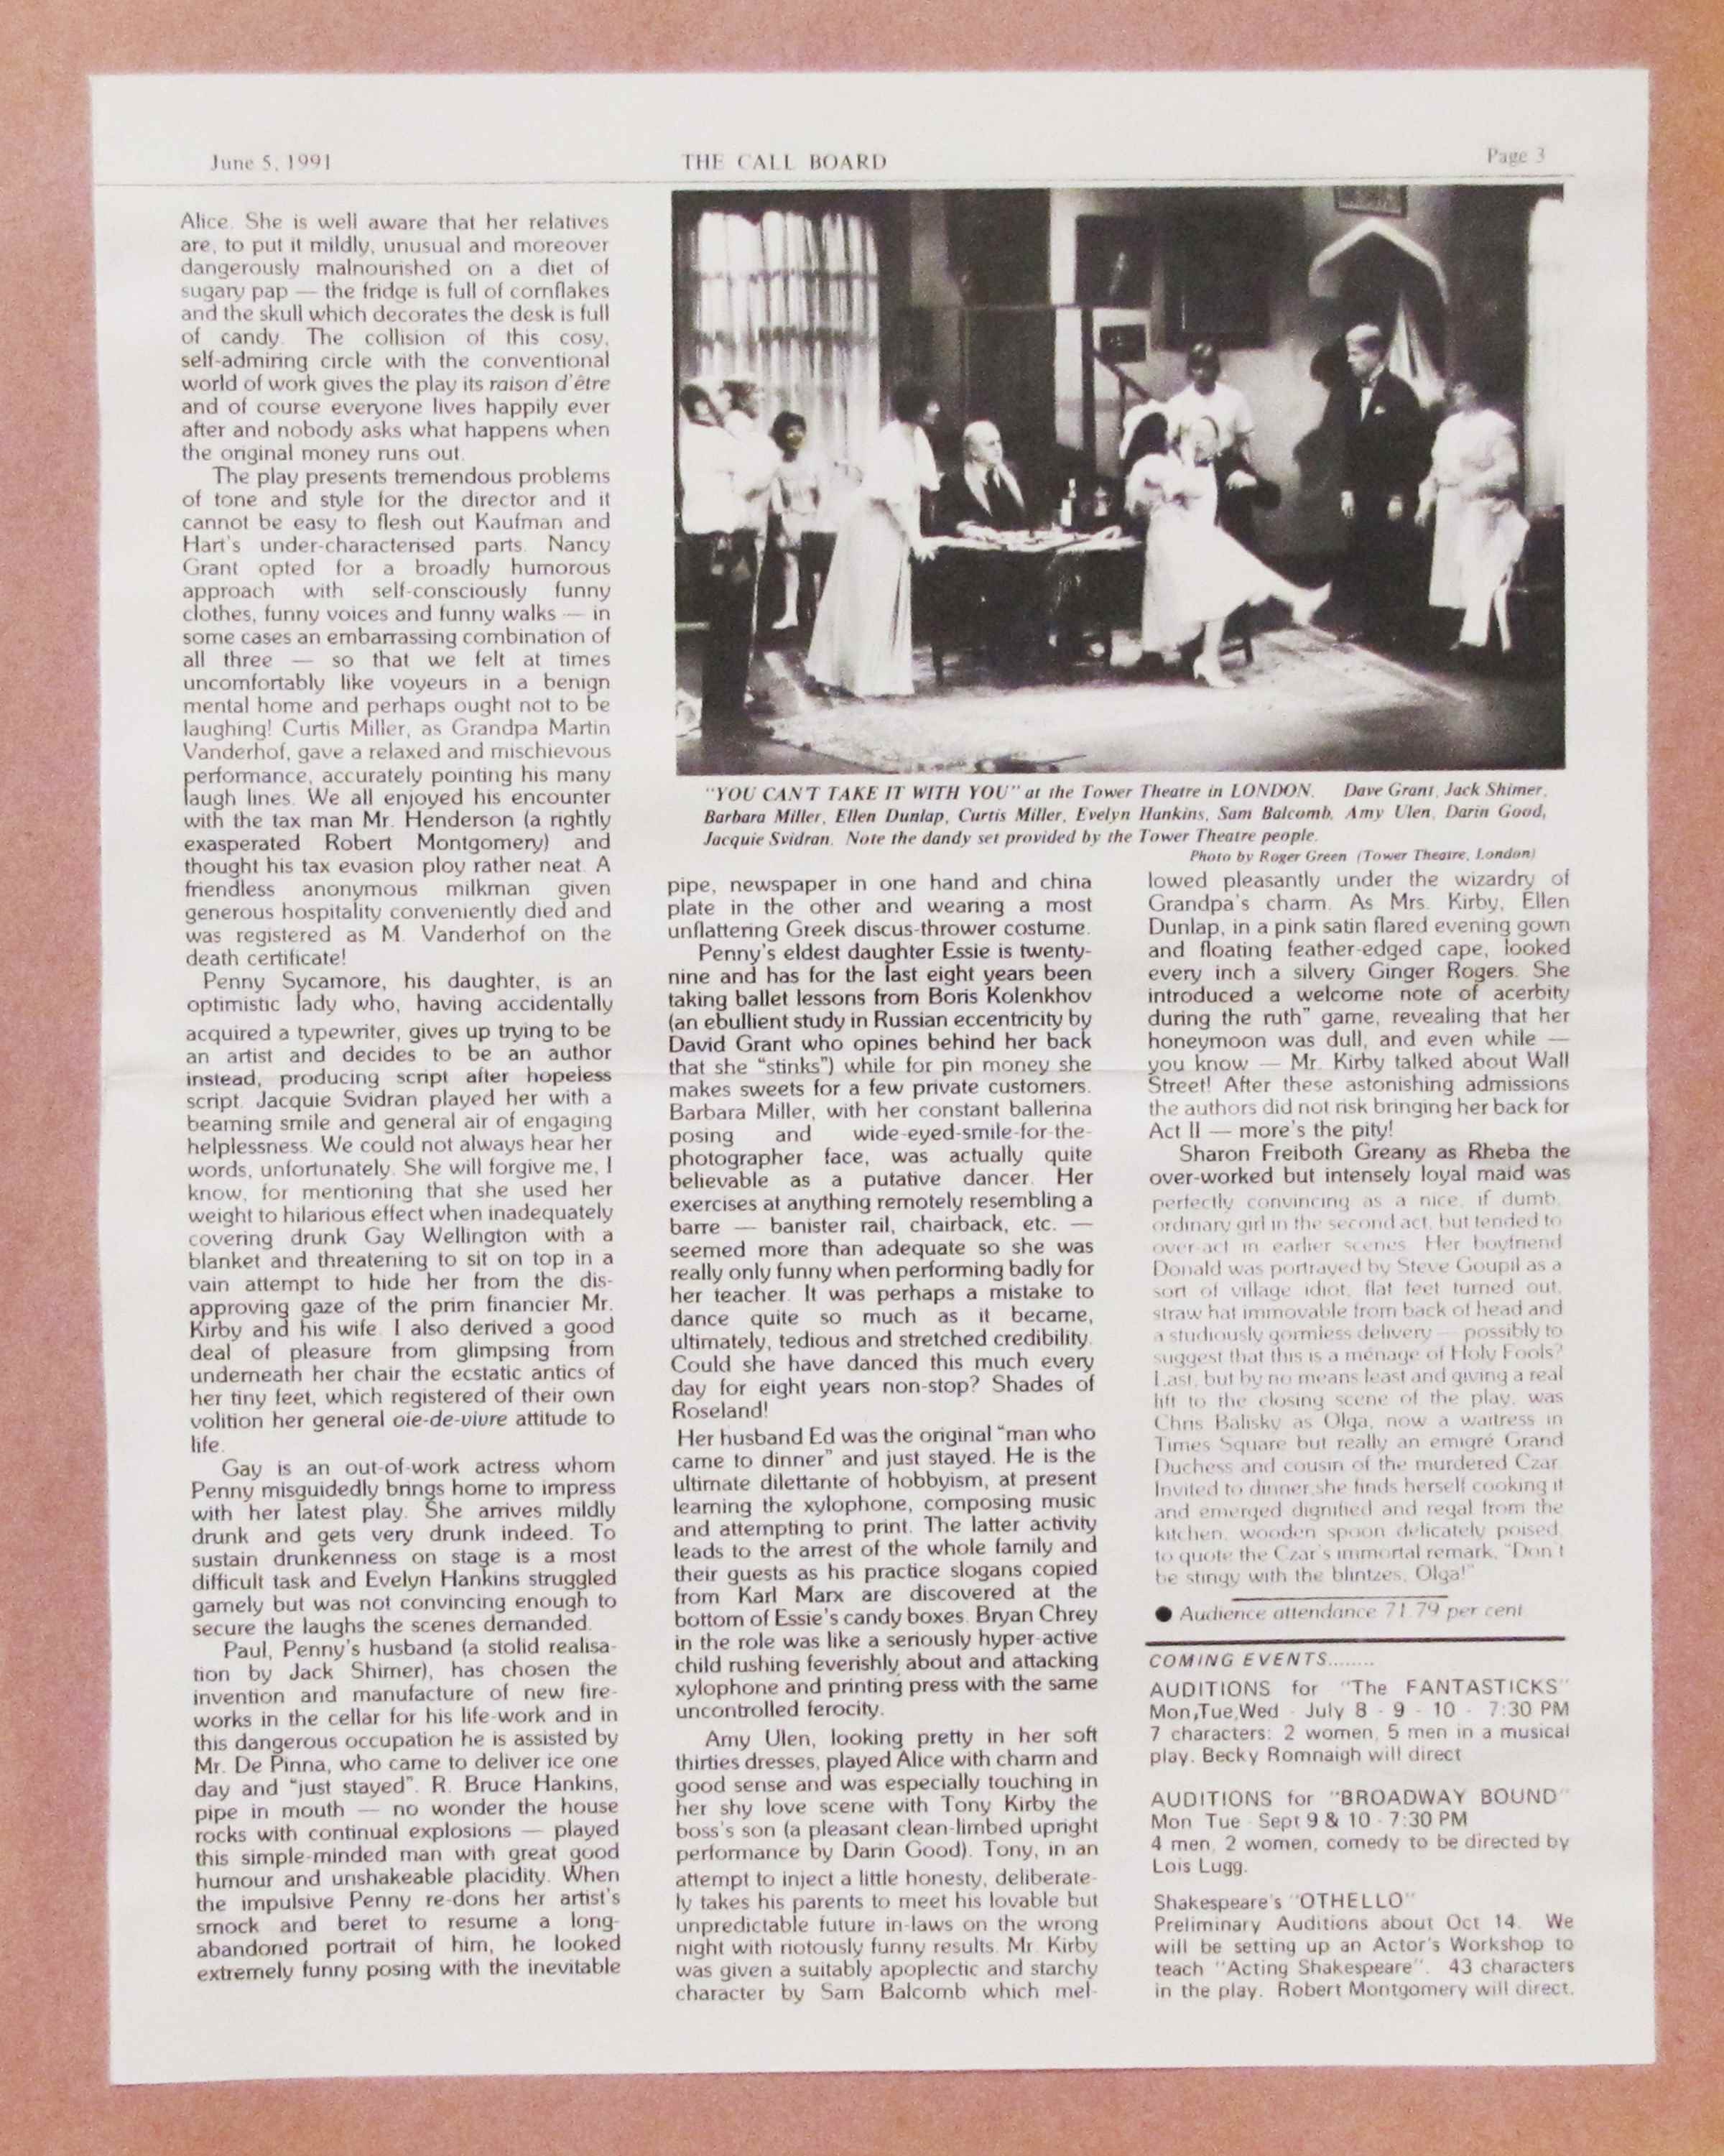 June 5, 1991
THE CALL BOARD
Page 3
Alice. She is well aware that her relatives
are, to put it mildly, unusual and moreover
dangerously malnourished on a diet of
sugary pap — the fridge is full of cornflakes
and the skull which decorates the desk is full
of candy. The collision of this cosy,
self-admiring circle with the conventional
world of work gives the play its raison d'être
and of course everyone lives happily ever
after and nobody asks what happens when
the original money runs out.
The play presents tremendous problems
of tone and style for the director and it
cannot be easy to flesh out Kaufman and
Hart's under-characterised parts. Nancy
Grant opted for a broadly humorous
approach with self-consciously funny
clothes, funny voices and funny walks — in
some cases an embarrassing combination of
all three — so that we felt at times
uncomfortably like voyeurs in a benign
mental home and perhaps ought not to be
laughing! Curtis Miller, as Grandpa Martin
Vanderhof, gave a relaxed and mischievous
performance, accurately pointing his many
laugh lines. We all enjoyed his encounter
with the tax man Mr. Henderson (a rightly
exasperated Robert Montgomery) and
thought his tax evasion ploy rather neat. A
friendless anonymous milkman given
generous hospitality conveniently died and
was registered as M. Vanderhof on the
death certificate!
Penny Sycamore, his daughter, is an
optimistic lady who, having accidentally
acquired a typewriter, gives up trying to be
an artist and decides to be an author
instead, producing script after hopeless
script. Jacquie Svidran played her with a
beaming smile and general air of engaging
helplessness. We could not always hear her
words, unfortunately. She will forgive me, I
know, for mentioning that she used her
weight to hilarious effect when inadequately
covering drunk Gay Wellington with a
blanket and threatening to sit on top in a
vain attempt to hide her from the dis-
approving gaze of the prim financier Mr.
Kirby and his wife. I also derived a good
deal of pleasure from glimpsing from
underneath her chair the ecstatic antics of
her tiny feet, which registered of their own
volition her general oie-de-vivre attitude to
life.
Gay is an out-of-work actress whom
Penny misguidedly brings home to impress
with her latest play. She arrives mildly
drunk and gets very drunk indeed. To
sustain drunkenness on stage is a most
difficult task and Evelyn Hankins struggled
gamely but was not convincing enough to
secure the laughs the scenes demanded.
Paul, Penny's husband (a stolid realisa-
tion by Jack Shimer), has chosen the
invention and manufacture of new fire-
works in the cellar for his life-work and in
this dangerous occupation he is assisted by
Mr. De Pinna, who came to deliver ice one
day and "just stayed". R. Bruce Hankins,
pipe in mouth — no wonder the house
rocks with continual explosions — played
this simple-minded man with great good
humour and unshakeable placidity. When
the impulsive Penny re-dons her artist's
smock and beret to resume a long-
abandoned portrait of him, he looked
extremely funny posing with the inevitable
"YOU CAN'T TAKE IT WITH YOU" at the Tower Theatre in LONDON. Dave Grant, Jack Shimer,
Barbara Miller, Ellen Dunlap, Curtis Miller, Evelyn Hankins, Sam Balcomb, Amy Ulen, Darin Good,
Jacquie Svidran. Note the dandy set provided by the Tower Theatre people.
Photo by Roger Green (Tower Theatre, London)
pipe, newspaper in one hand and china
plate in the other and wearing a most
unflattering Greek discus-thrower costume.
Penny's eldest daughter Essie is twenty-
nine and has for the last eight years been
taking ballet lessons from Boris Kolenkhov
(an ebullient study in Russian eccentricity by
David Grant who opines behind her back
that she "stinks") while for pin money she
makes sweets for a few private customers.
Barbara Miller, with her constant ballerina
posing and wide-eyed-smile-for-the-
photographer face, was actually quite
believable as a putative dancer. Her
exercises at anything remotely resembling a
barre — banister rail, chairback, etc. —
seemed more than adequate so she was
really only funny when performing badly for
her teacher. It was perhaps a mistake to
dance quite so much as it became,
ultimately, tedious and stretched credibility.
Could she have danced this much every
day for eight years non-stop? Shades of
Roseland!
Her husband Ed was the original "man who
came to dinner" and just stayed. He is the
ultimate dilettante of hobbyism, at present
learning the xylophone, composing music
and attempting to print. The latter activity
leads to the arrest of the whole family and
their guests as his practice slogans copied
from Karl Marx are discovered at the
bottom of Essie's candy boxes. Bryan Chrey
in the role was like a seriously hyper-active
child rushing feverishly about and attacking
xylophone and printing press with the same
uncontrolled ferocity.
Amy Ulen, looking pretty in her soft
thirties dresses, played Alice with charm and
good sense and was especially touching in
her shy love scene with Tony Kirby the
boss's son (a pleasant clean-limbed upright
performance by Darin Good). Tony, in an
attempt to inject a little honesty, deliberate-
ly takes his parents to meet his lovable but
unpredictable future in-laws on the wrong
night with riotously funny results. Mr. Kirby
was given a suitably apoplectic and starchy
character by Sam Balcomb which mel-
lowed pleasantly under the wizardry of
Grandpa's charm. As Mrs. Kirby, Ellen
Dunlap, in a pink satin flared evening gown
and floating feather-edged cape, looked
every inch a silvery Ginger Rogers. She
introduced a welcome note of acerbity
during the ruth" game, revealing that her
honeymoon was dull, and even while —
you know — Mr. Kirby talked about Wall
Street! After these astonishing admissions
the authors did not risk bringing her back for
Act II — more's the pity!
Sharon Freiboth Greany as Rheba the
over-worked but intensely loyal maid was
perfectly convincing as a nice, if dumb,
ordinary girl in the second act, but tended to
over-act in earlier scenes. Her boyfriend
Donald was portrayed by Steve Goupil as a
sort of village idiot, flat feet turned out,
straw hat immovable from back of head and
a studiously gormless delivery — possibly to
suggest that this is a ménage of Holy Fools?
Last, but by no means least and giving a real
lift to the closing scene of the play, was
Chris Balisky as Olga, now a waitress in
Times Square but really an emigré Grand
Duchess and cousin of the murdered Czar.
Invited to dinner she finds herself cooking it
and emerged dignified and regal from the
kitchen, wooden spoon delicately poised,
to quote the Czar's immortal remark, "Don't
be stingy with the blintzes, Olga!"
● Audience attendance 71.79 per cent
COMING EVENTS........
AUDITIONS for "The FANTASTICKS"
Mon,Tue,Wed - July 8 - 9 - 10 - 7:30 PM
7 characters: 2 women, 5 men in a musical
play. Becky Romnaigh will direct
AUDITIONS for "BROADWAY BOUND"
Mon Tue - Sept 9 & 10 - 7:30 PM
4 men, 2 women, comedy to be directed by
Lois Lugg.
Shakespeare's "OTHELLO"
Preliminary Auditions about Oct 14. We
will be setting up an Actor's Workshop to
teach "Acting Shakespeare". 43 characters
in the play. Robert Montgomery will direct.